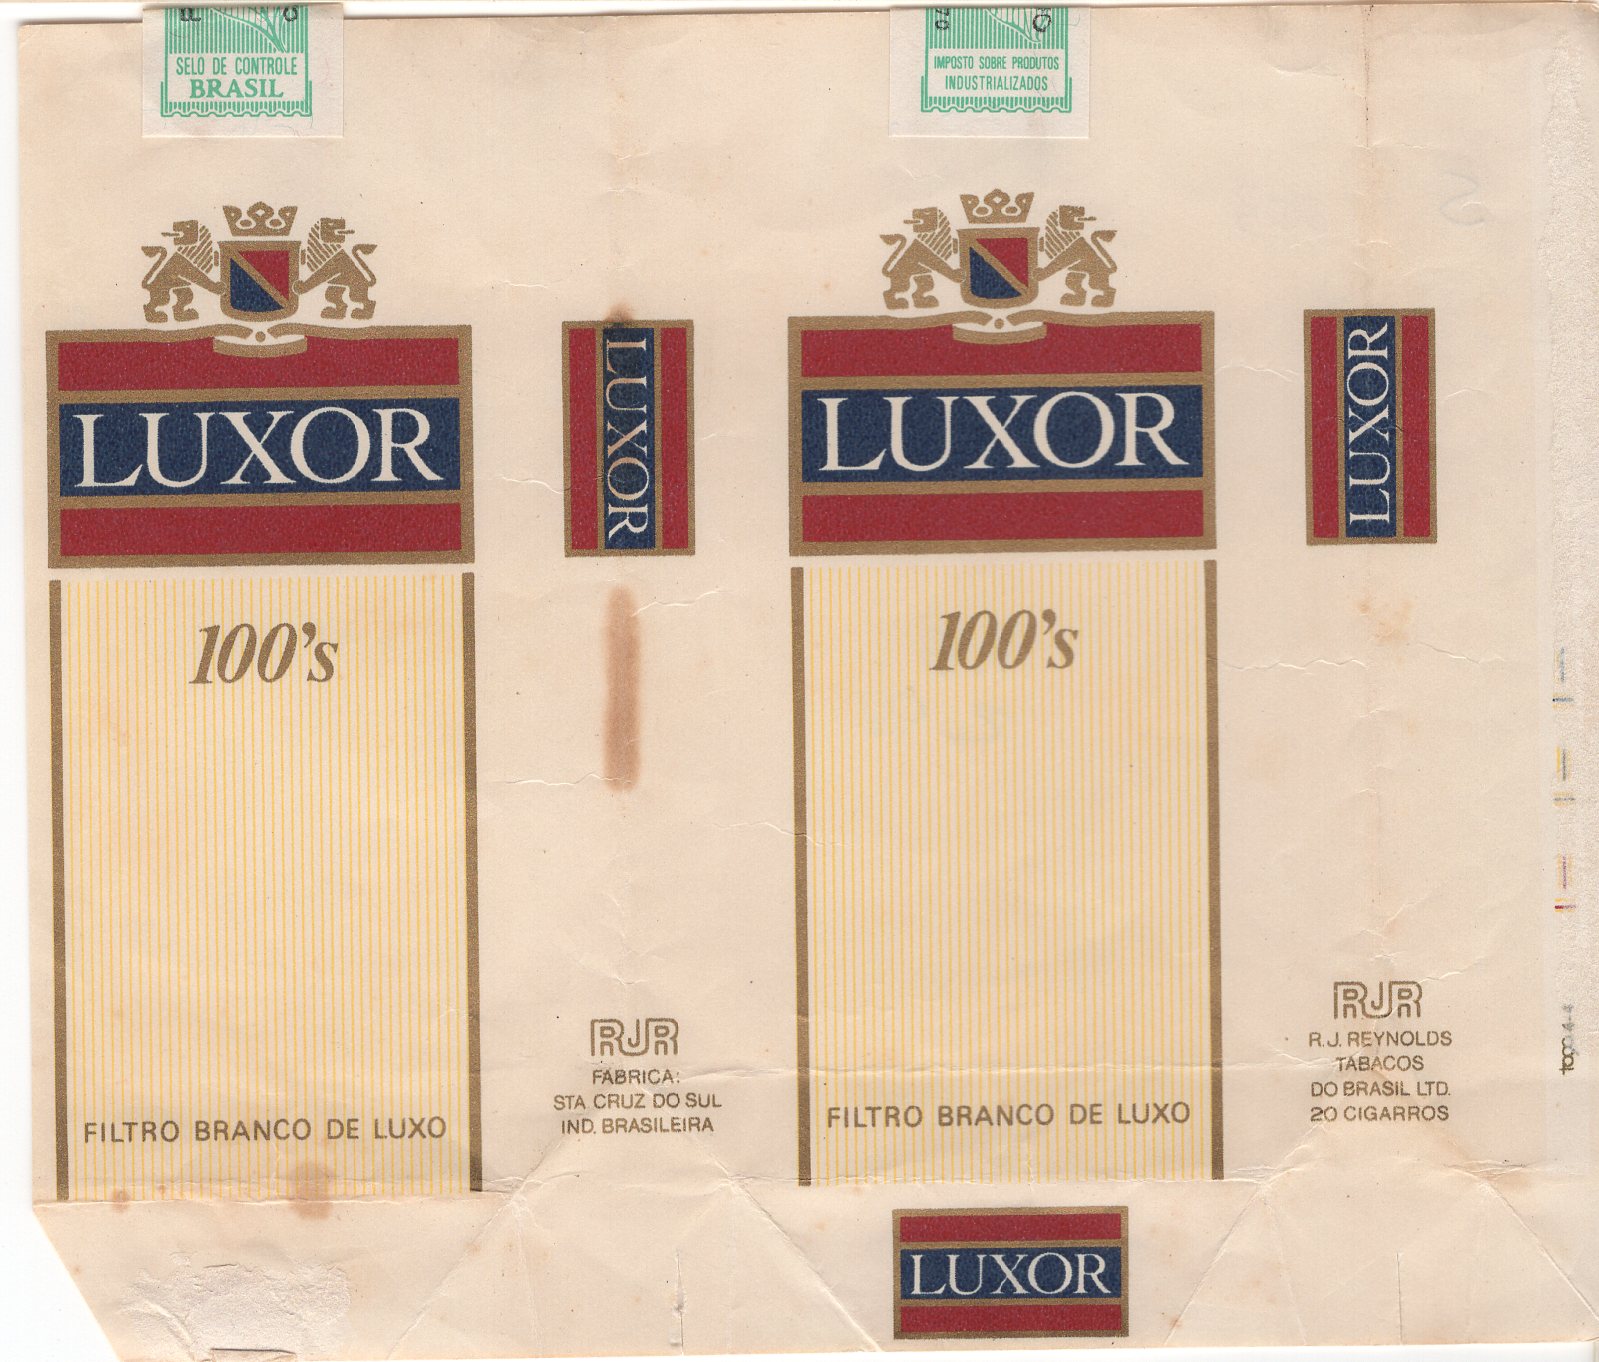 SELO DE CONTROLE
BRASIL
IMPOSTO SOBRE PRODUTOS
INDUSTRIALIZADOS
LUXOR
100's
FILTRO BRANCO DE LUXO
LUXOR
RJR
FÁBRICA:
STA. CRUZ DO SUL
IND. BRASILEIRA
LUXOR
100's
FILTRO BRANCO DE LUXO
LUXOR
LUXOR
RJR
R.J. REYNOLDS
TABACOS
DO BRASIL LTD.
20 CIGARROS